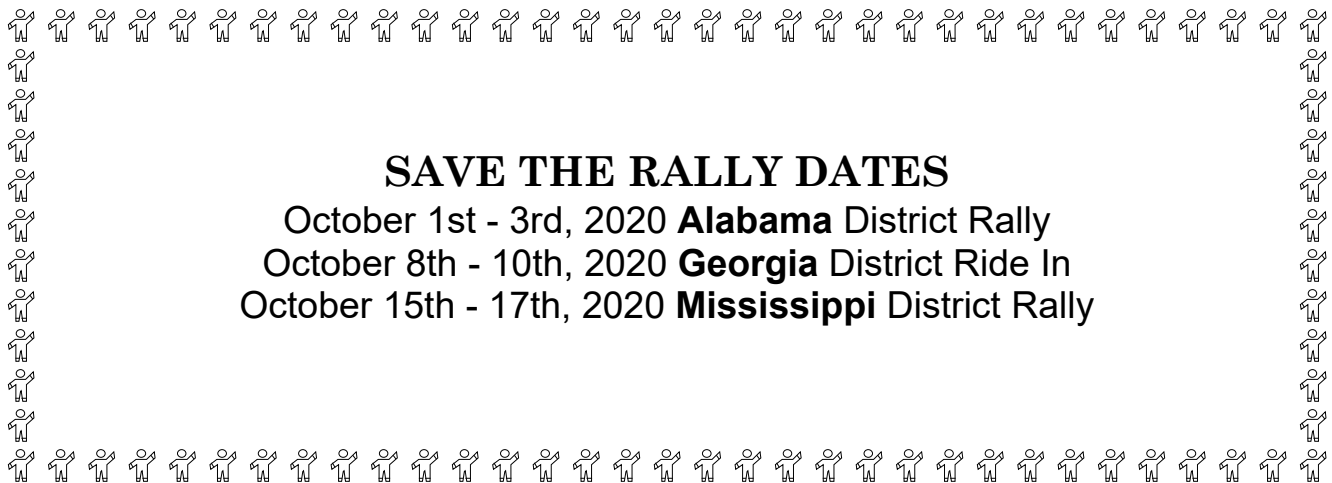 SAVE THE RALLY DATES
October 1st - 3rd, 2020 Alabama District Rally
October 8th - 10th, 2020 Georgia District Ride In
October 15th - 17th, 2020 Mississippi District Rally